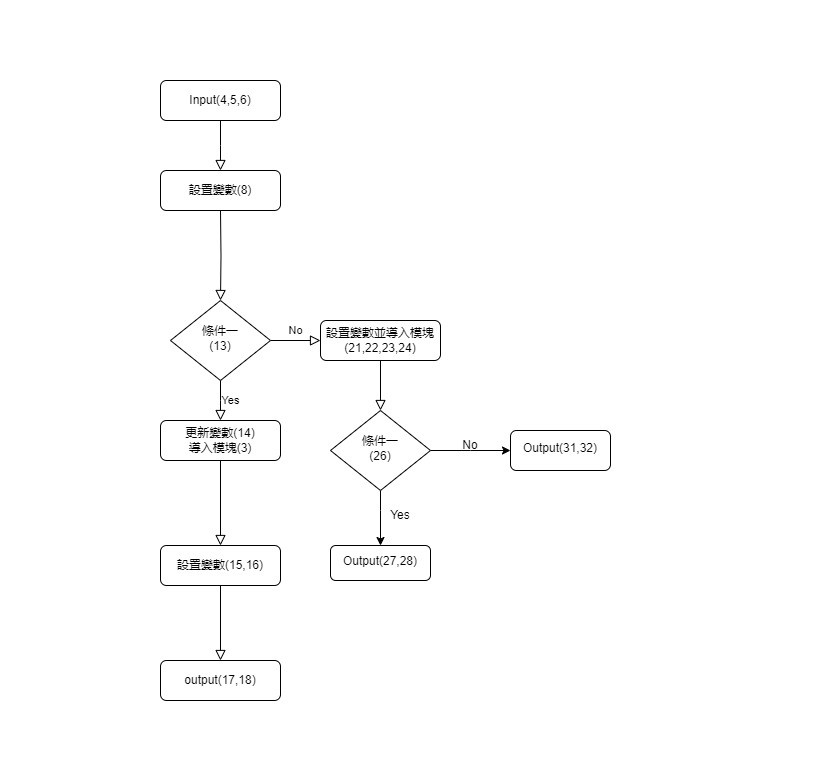 Input(4,5,6)
設置變數(8)
條件一
(13)
No
設置變數並導入模塊
(21,22,23,24)
Yes
更新變數(14)
導入模塊(3)
條件一
(26)
No
Output(31,32)
Yes
Output(27,28)
設置變數(15,16)
output(17,18)